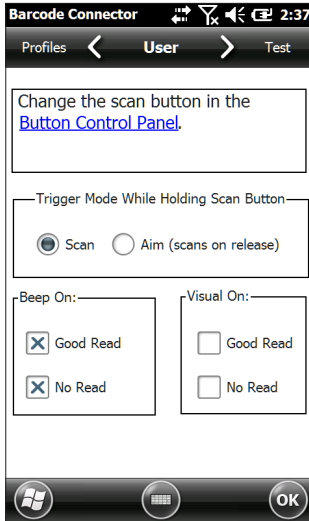 Barcode Connector 2:37
Profiles User Test
Change the scan button in the
Button Control Panel.
Trigger Mode While Holding Scan Button
Scan Aim (scans on release)
Beep On: Visual On:
Good Read Good Read
No Read No Read
OK